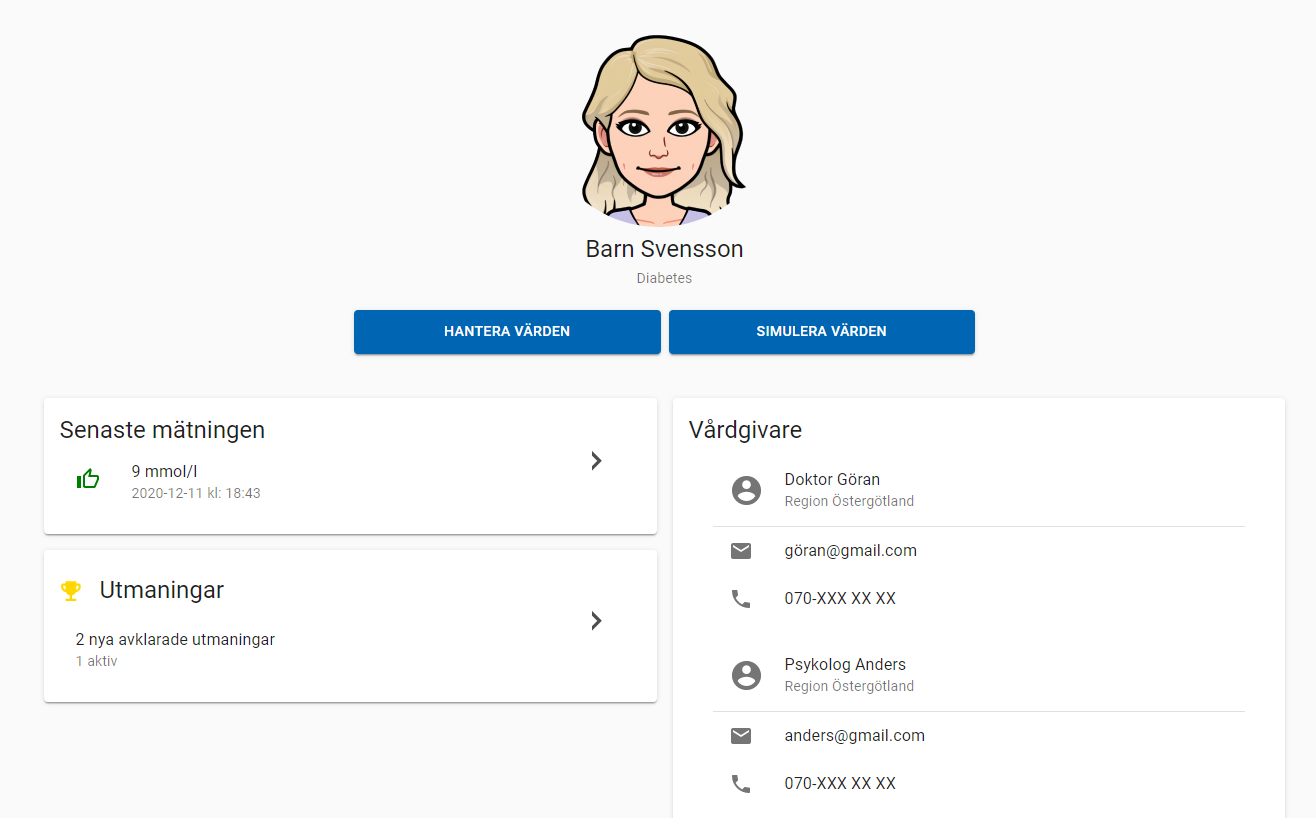 Barn Svensson
Diabetes
HANTERA VÄRDEN
SIMULERA VÄRDEN
Senaste mätningen
9 mmol/l
2020-12-11 kl: 18:43
Utmaningar
2 nya avklarade utmaningar
1 aktiv
Vårdgivare
Doktor Göran
Region Östergötland
göran@gmail.com
070-XXX XX XX
Psykolog Anders
Region Östergötland
anders@gmail.com
070-XXX XX XX